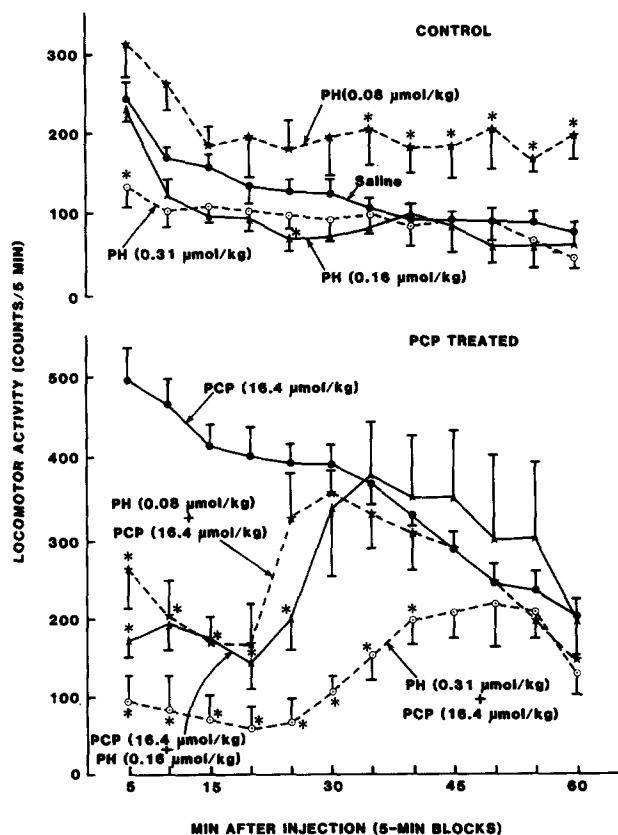 CONTROL
300
200
100
0
PH(0.08 µmol/kg)
Saline
PH (0.31 µmol/kg)
PH (0.16 µmol/kg)
LOCOMOTOR ACTIVITY (COUNTS/5 MIN)
PCP TREATED
500
400
300
200
100
0
PCP (16.4 µmol/kg)
PH (0.08 µmol/kg)
+
PCP (16.4 µmol/kg)
PH (0.31 µmol/kg)
+
PCP (16.4 µmol/kg)
PCP (16.4 µmol/kg)
+
PH (0.16 µmol/kg)
5 15 30 45 60
MIN AFTER INJECTION (5-MIN BLOCKS)